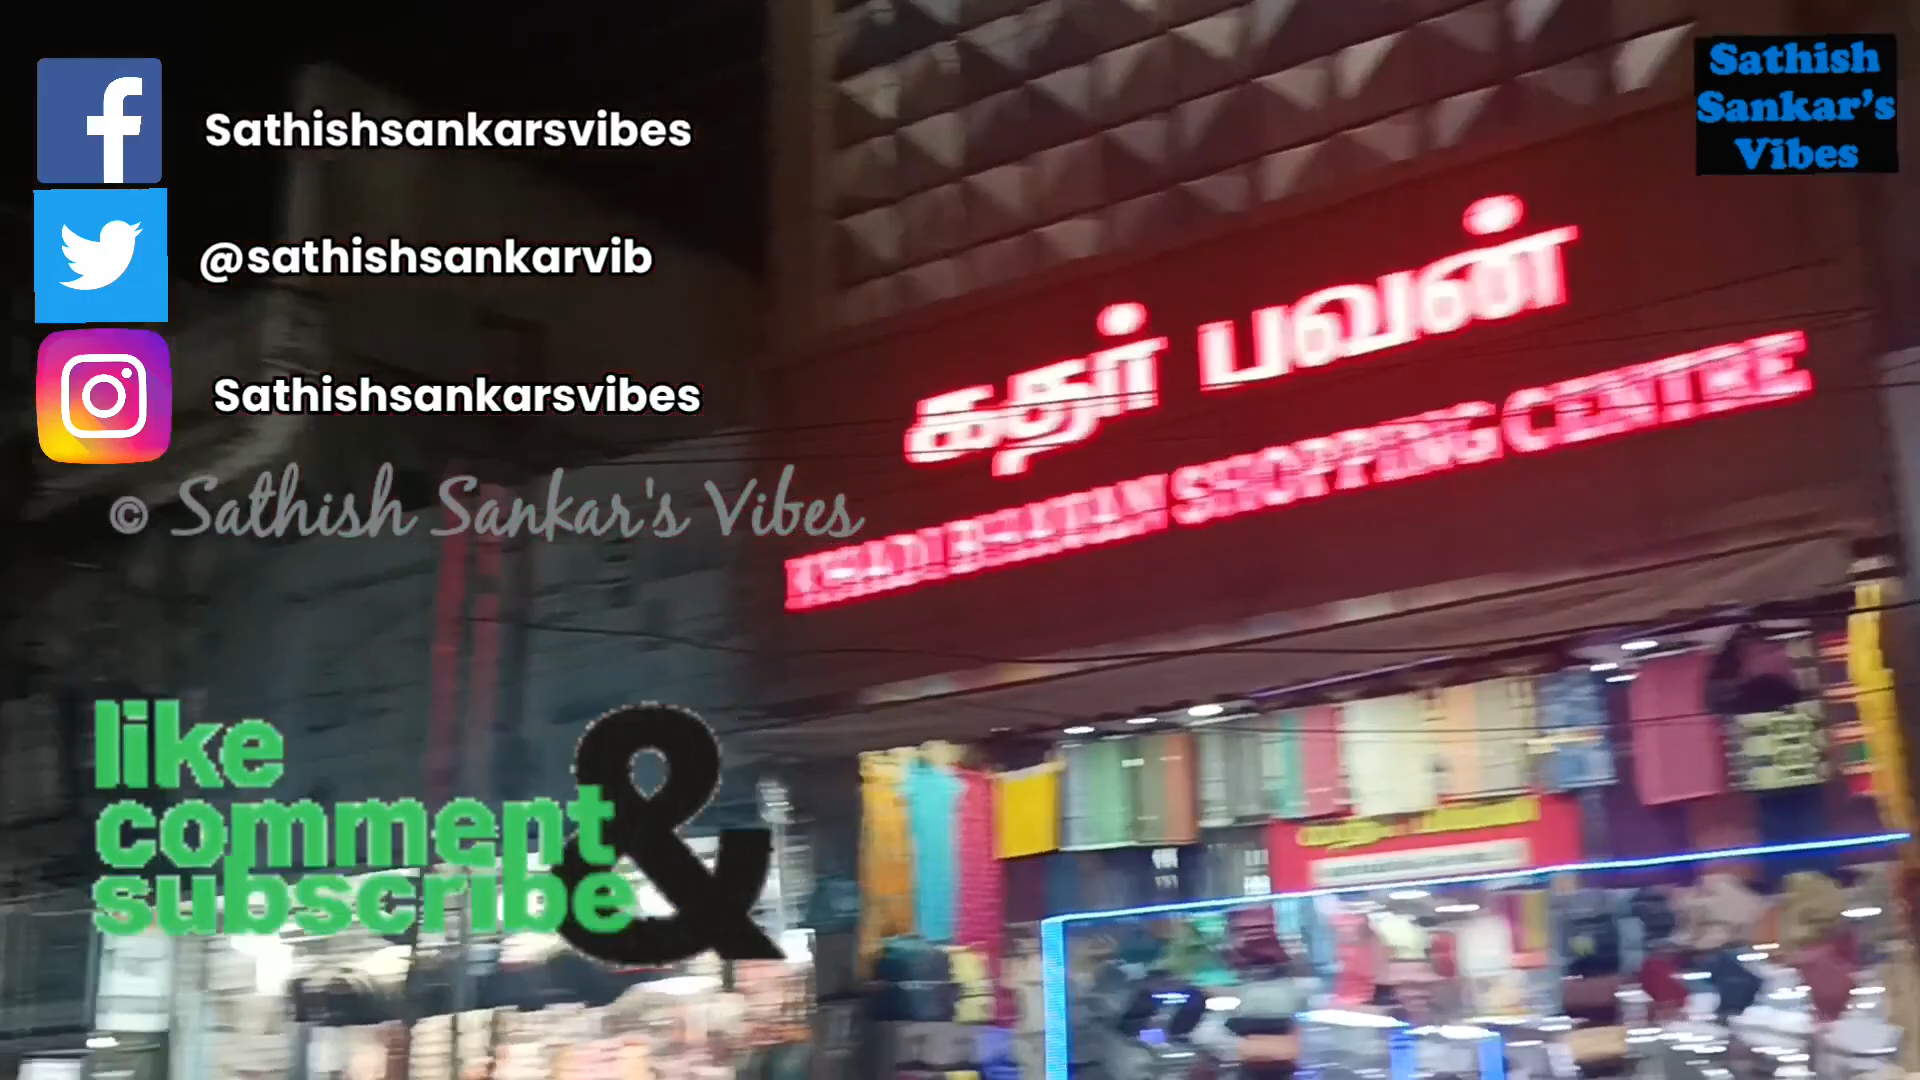 Sathishsankarsvibes
@sathishsankarvib
Sathishsankarsvibes
© Sathish Sankar's Vibes
Sathish
Sankar's
Vibes
கதர் பவன்
SHOPPING CENTRE
like
comment &
subscribe